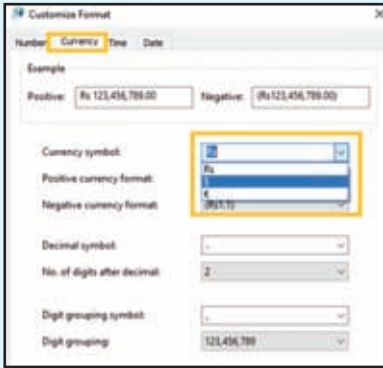 Customize Format
Number Currency Time Date
Example
Positive: Rs 123,456,789.00 Negative: (Rs123,456,789.00)
Currency symbol:
Rs
Positive currency format:
€
Negative currency format:
Decimal symbol: .
No. of digits after decimal: 2
Digit grouping symbol: ,
Digit grouping: 123,456,789